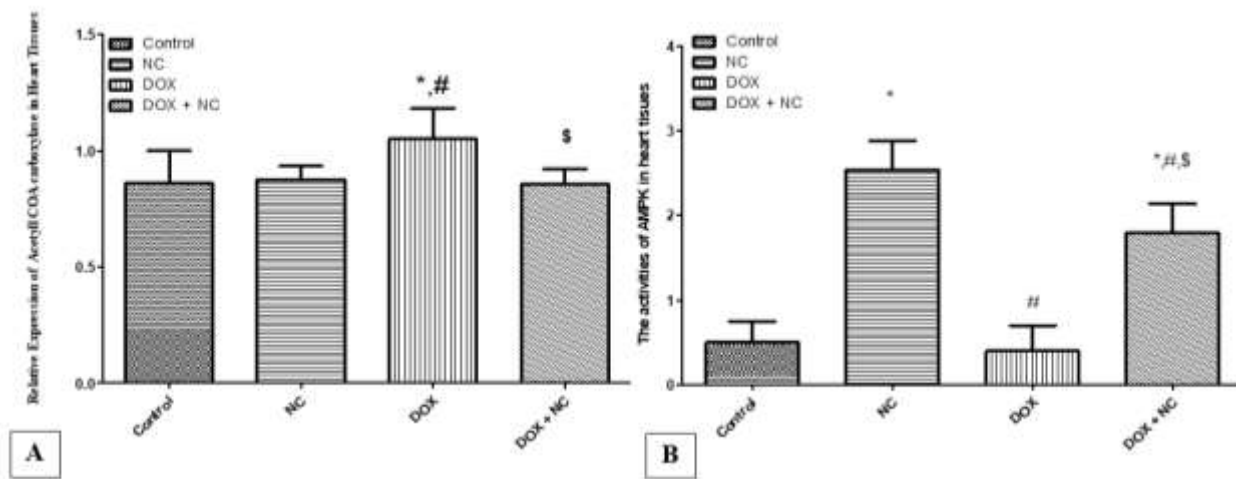 Relative Expression of Acetyll COA carboxyline in Heart Tissues
1.5
1.0
0.5
0.0
Control
NC
DOX
DOX + NC
*,#
$
Control
NC
DOX
DOX + NC
A
The activities of AMPK in heart tissues
4
3
2
1
0
Control
NC
DOX
DOX + NC
*
#
*,#,$
Control
NC
DOX
DOX + NC
B